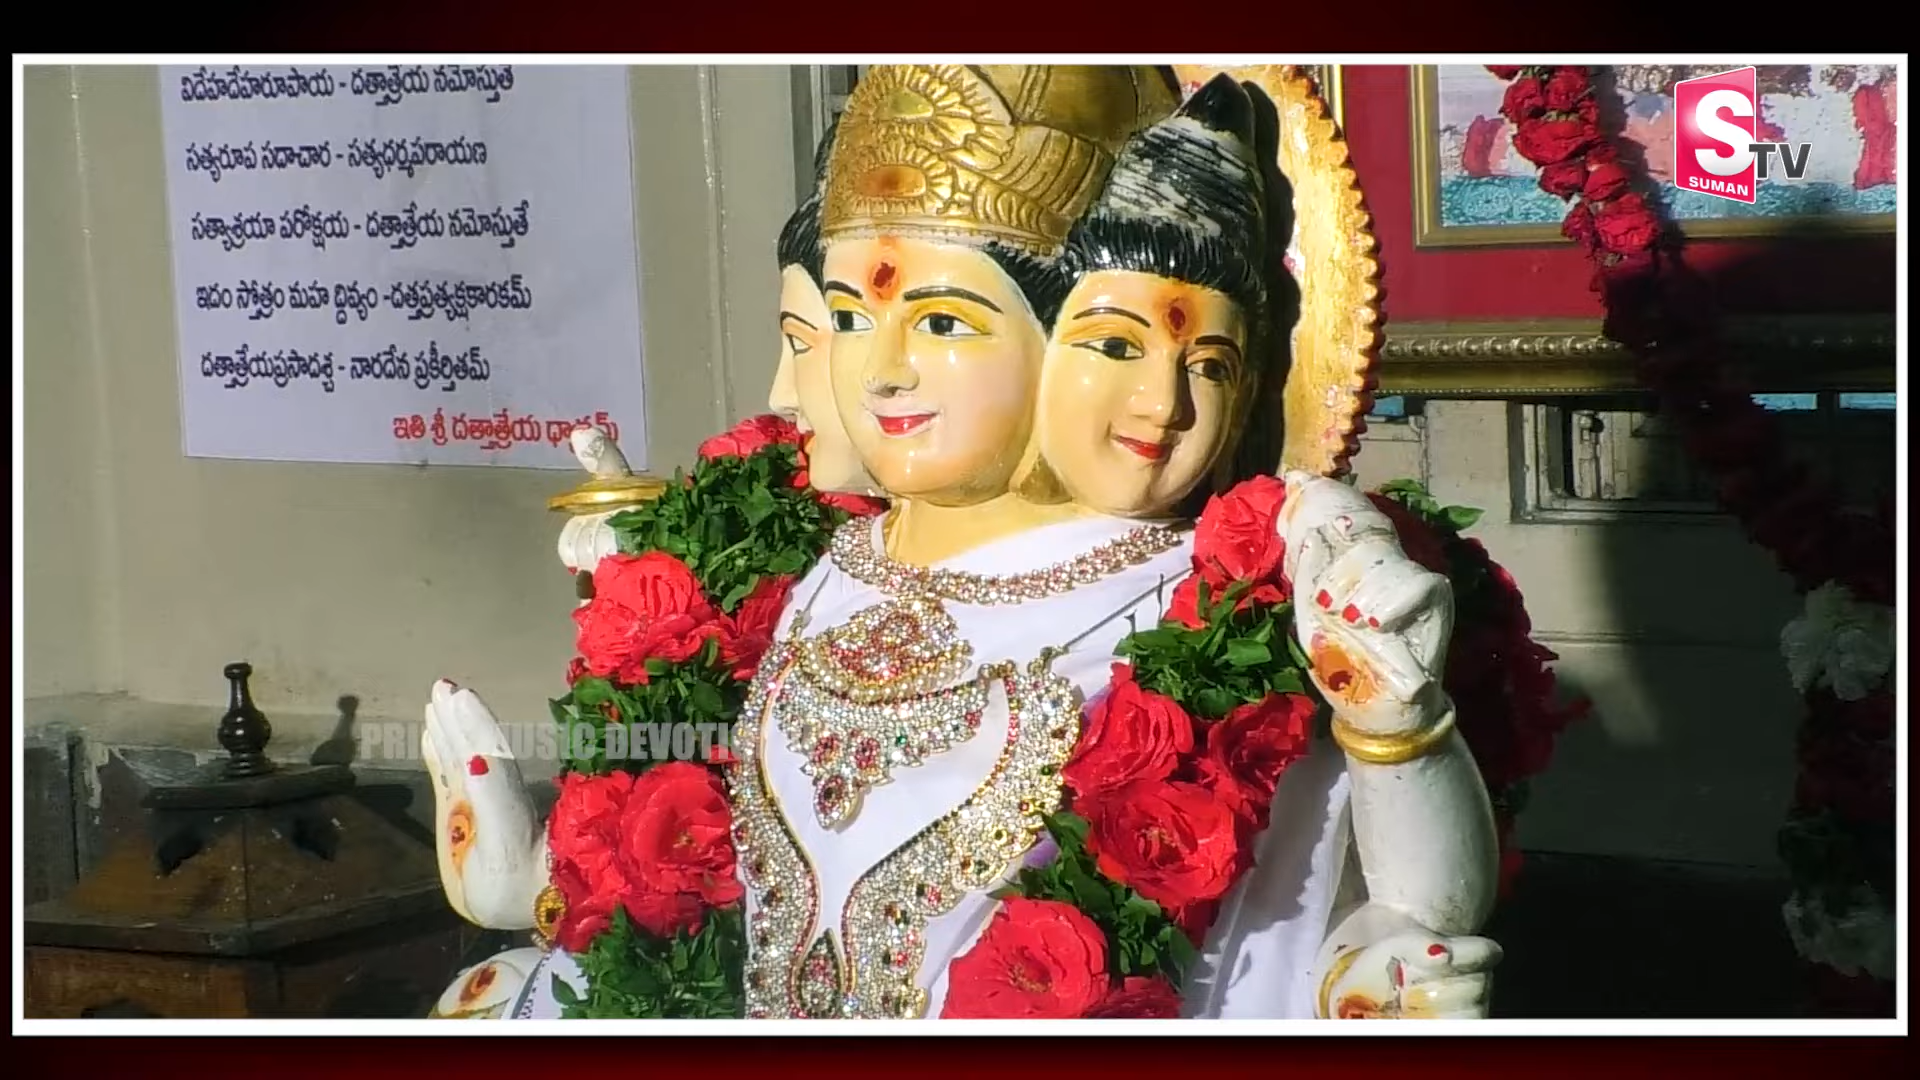 విదేహదేహరూపాయ - దత్తాత్రేయ నమోస్తుతే
సత్యరూప సదాచార - సత్యధర్మపరాయణ
సత్యాశ్రయా పరోక్షయ - దత్తాత్రేయ నమోస్తుతే
ఇదం స్తోత్రం మహ ద్దివ్యం -దత్తప్రత్యక్షకారకమ్
దత్తాత్రేయప్రసాదశ్చ - నారదేన ప్రకీర్తితమ్
ఇతి శ్రీ దత్తాత్రేయ
S TV
SUMAN
MUSIC